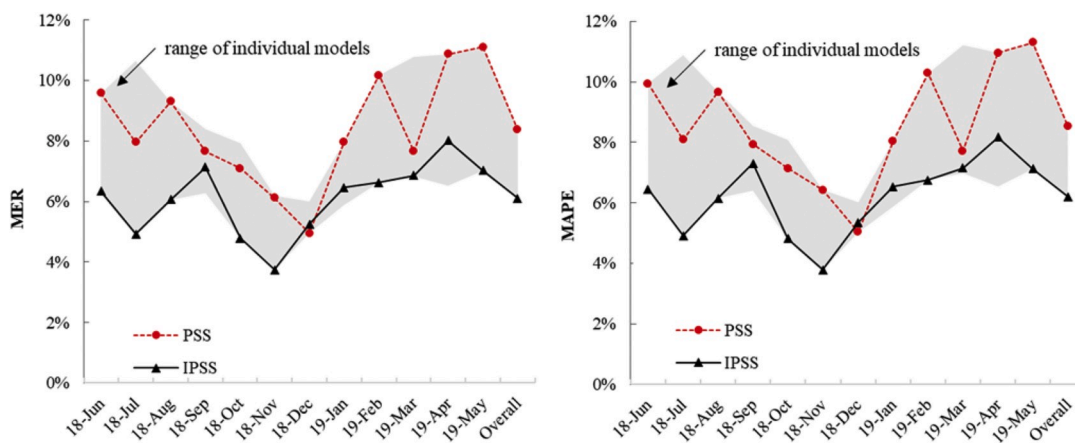 12%
range of individual models
10%
8%
6%
4%
2%
0%
MER
PSS
IPSS
18-Jun
18-Jul
18-Aug
18-Sep
18-Oct
18-Nov
18-Dec
19-Jan
19-Feb
19-Mar
19-Apr
19-May
Overall
12%
range of individual models
10%
8%
6%
4%
2%
0%
MAPE
PSS
IPSS
18-Jun
18-Jul
18-Aug
18-Sep
18-Oct
18-Nov
18-Dec
19-Jan
19-Feb
19-Mar
19-Apr
19-May
Overall